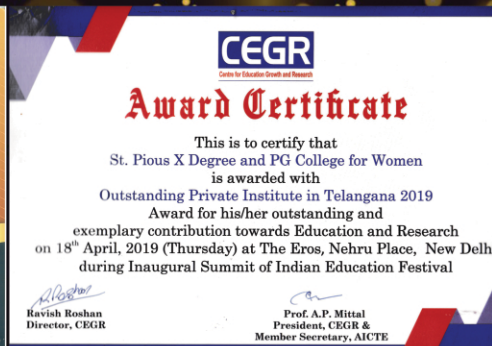 CEGR
Centre for Education Growth and Research
Award Certificate
This is to certify that
St. Pious X Degree and PG College for Women
is awarded with
Outstanding Private Institute in Telangana 2019
Award for his/her outstanding and
exemplary contribution towards Education and Research
on 18th April, 2019 (Thursday) at The Eros, Nehru Place, New Delh
during Inaugural Summit of Indian Education Festival
R.Roshan
Ravish Roshan
Director, CEGR
Prof. A.P. Mittal
President, CEGR &
Member Secretary, AICTE